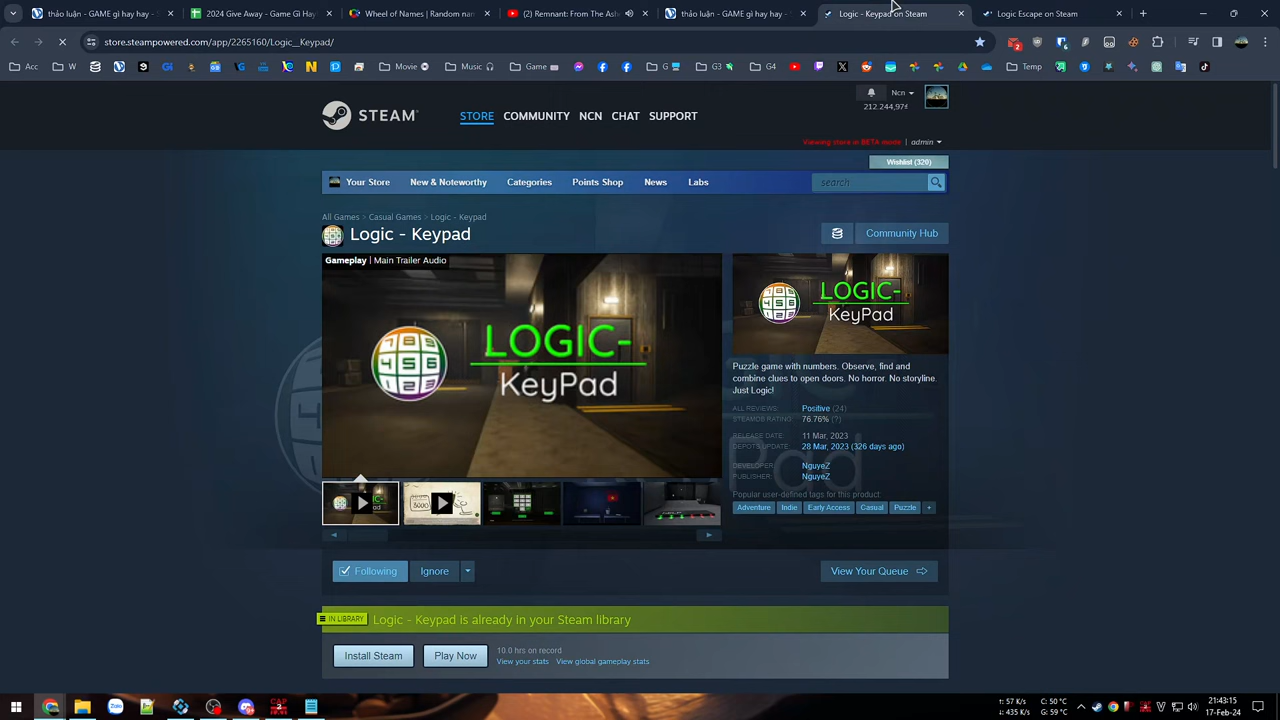 thảo luận - GAME gì hay hay -
2024 Give Away - Game Gì Ha
Wheel of Names | Random nar
(2) Remnant: From The Ash
thảo luận - GAME gì hay hay -
Logic - Keypad on Steam
Logic Escape on Steam
store.steampowered.com/app/2265160/Logic__Keypad/
2
Acc
W
Movie
Music
Game
G
G3
G4
Temp
STEAM
STORE
COMMUNITY
NCN
CHAT
SUPPORT
Ncn
212.244,97₫
Viewing store in BETA mode | admin
Wishlist (320)
Your Store
New & Noteworthy
Categories
Points Shop
News
Labs
search
All Games > Casual Games > Logic - Keypad
Logic - Keypad
Community Hub
Gameplay | Main Trailer Audio
LOGIC-
KeyPad
LOGIC-
KeyPad
Puzzle game with numbers. Observe, find and
combine clues to open doors. No horror. No storyline.
Just Logic!
ALL REVIEWS: Positive (24)
STEAMDB RATING: 76.76% (?)
RELEASE DATE: 11 Mar, 2023
DEPOTS UPDATE: 28 Mar, 2023 (326 days ago)
DEVELOPER: NguyeZ
PUBLISHER: NguyeZ
Popular user-defined tags for this product:
Adventure
Indie
Early Access
Casual
Puzzle
+
Following
Ignore
View Your Queue
IN LIBRARY
Logic - Keypad is already in your Steam library
Install Steam
Play Now
10.0 hrs on record
View your stats
View global gameplay stats
Zalo
↑: 57 K/s
↓: 435 K/s
C: 50 °C
G: 59 °C
21:43:15
17-Feb-24